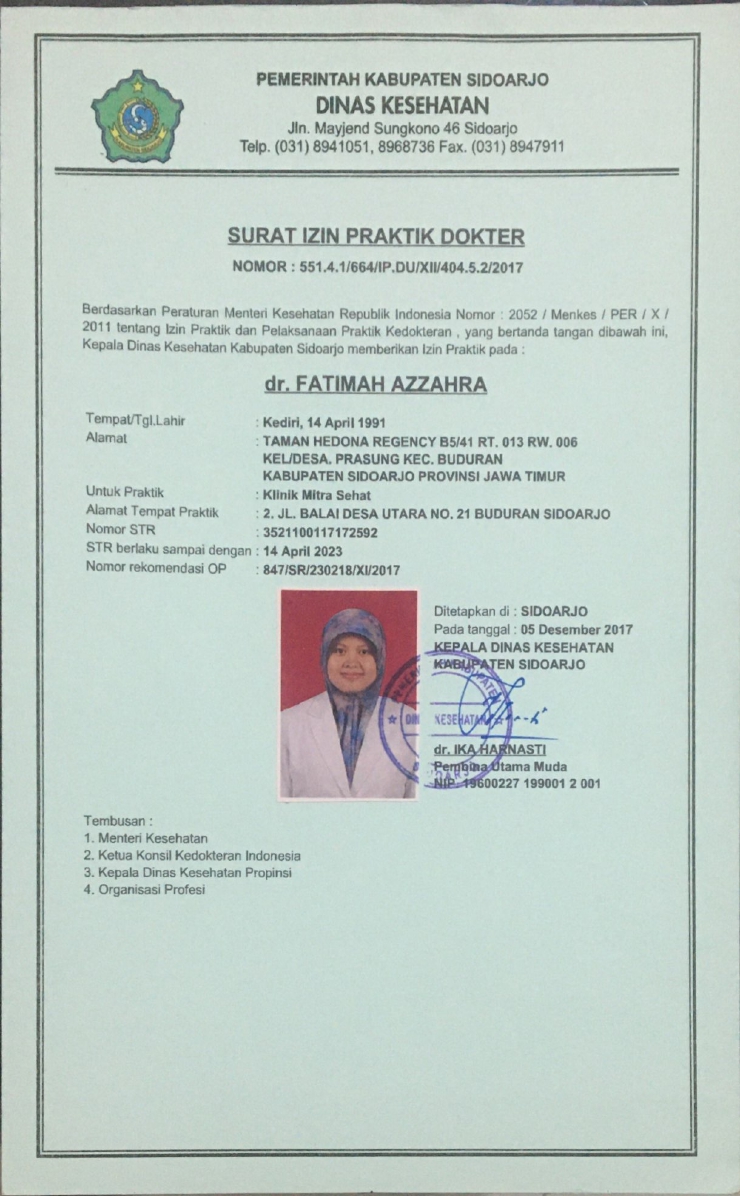 PEMERINTAH KABUPATEN SIDOARJO
DINAS KESEHATAN
Jln. Mayjend Sungkono 46 Sidoarjo
Telp. (031) 8941051, 8968736 Fax. (031) 8947911
SURAT IZIN PRAKTIK DOKTER
NOMOR : 551.4.1/664/IP.DU/XII/404.5.2/2017
Berdasarkan Peraturan Menteri Kesehatan Republik Indonesia Nomor : 2052 / Menkes / PER / X /
2011 tentang Izin Praktik dan Pelaksanaan Praktik Kedokteran , yang bertanda tangan dibawah ini,
Kepala Dinas Kesehatan Kabupaten Sidoarjo memberikan Izin Praktik pada :
dr. FATIMAH AZZAHRA
Tempat/Tgl.Lahir : Kediri, 14 April 1991
Alamat : TAMAN HEDONA REGENCY B5/41 RT. 013 RW. 006
KEL/DESA. PRASUNG KEC. BUDURAN
KABUPATEN SIDOARJO PROVINSI JAWA TIMUR
Untuk Praktik : Klinik Mitra Sehat
Alamat Tempat Praktik : 2. JL. BALAI DESA UTARA NO. 21 BUDURAN SIDOARJO
Nomor STR : 3521100117172592
STR berlaku sampai dengan : 14 April 2023
Nomor rekomendasi OP : 847/SR/230218/XI/2017
Ditetapkan di : SIDOARJO
Pada tanggal : 05 Desember 2017
KEPALA DINAS KESEHATAN
KABUPATEN SIDOARJO
KESEHATAN
dr. IKA HARNASTI
Pembina Utama Muda
NIP. 19600227 199001 2 001
Tembusan :
1. Menteri Kesehatan
2. Ketua Konsil Kedokteran Indonesia
3. Kepala Dinas Kesehatan Propinsi
4. Organisasi Profesi